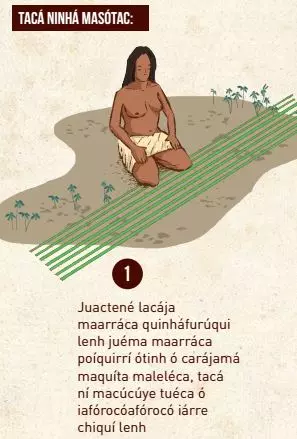 TACÁ NINHÁ MASÓTAC:
1
Juactené lacája
maarráca quinháfurúqui
lenh juéma maarráca
poíquirrí ótinh ó carájamá
maquíta maleléca, tacá
ní macúcúye tuéca ó
iafórocóafórocó iárre
chiquí lenh